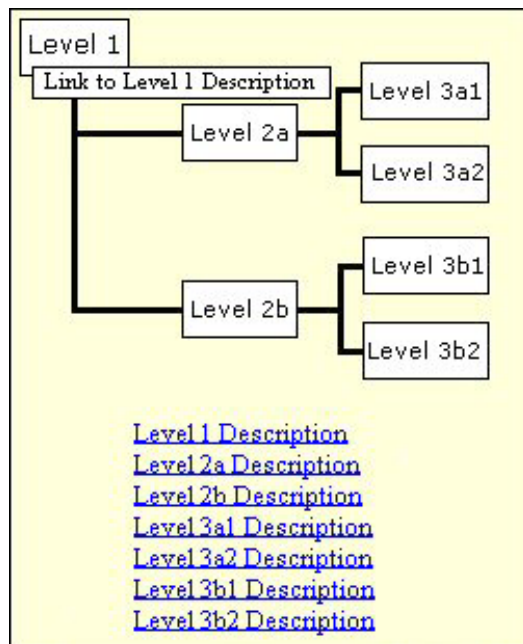 Level 1
Link to Level 1 Description
Level 3a1
Level 2a
Level 3a2
Level 3b1
Level 2b
Level 3b2
Level 1 Description
Level 2a Description
Level 2b Description
Level 3a1 Description
Level 3a2 Description
Level 3b1 Description
Level 3b2 Description